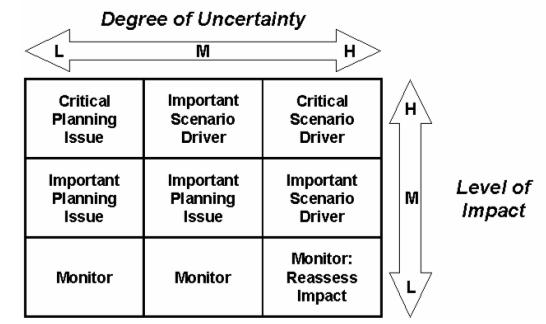 Degree of Uncertainty
L M H
Critical Planning Issue
Important Scenario Driver
Critical Scenario Driver
H
Important Planning Issue
Important Planning Issue
Important Scenario Driver
M
Level of Impact
Monitor
Monitor
Monitor: Reassess Impact
L